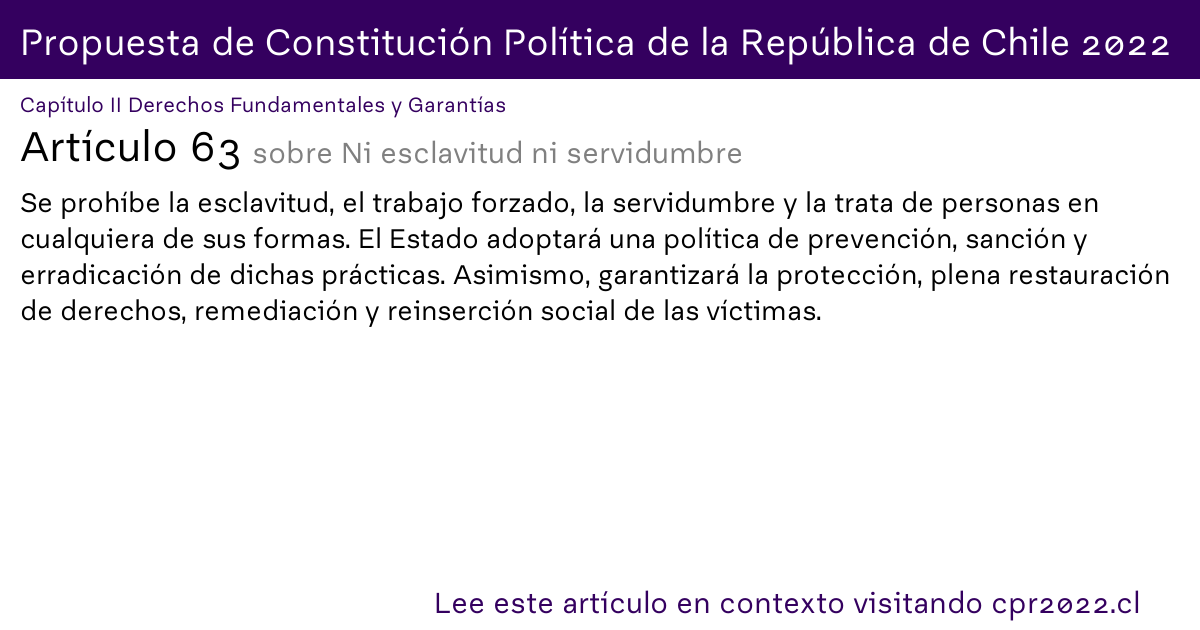 Propuesta de Constitución Política de la República de Chile 2022
Capítulo II Derechos Fundamentales y Garantías
Artículo 63 sobre Ni esclavitud ni servidumbre
Se prohíbe la esclavitud, el trabajo forzado, la servidumbre y la trata de personas en
cualquiera de sus formas. El Estado adoptará una política de prevención, sanción y
erradicación de dichas prácticas. Asimismo, garantizará la protección, plena restauración
de derechos, remediación y reinserción social de las víctimas.
Lee este artículo en contexto visitando cpr2022.cl